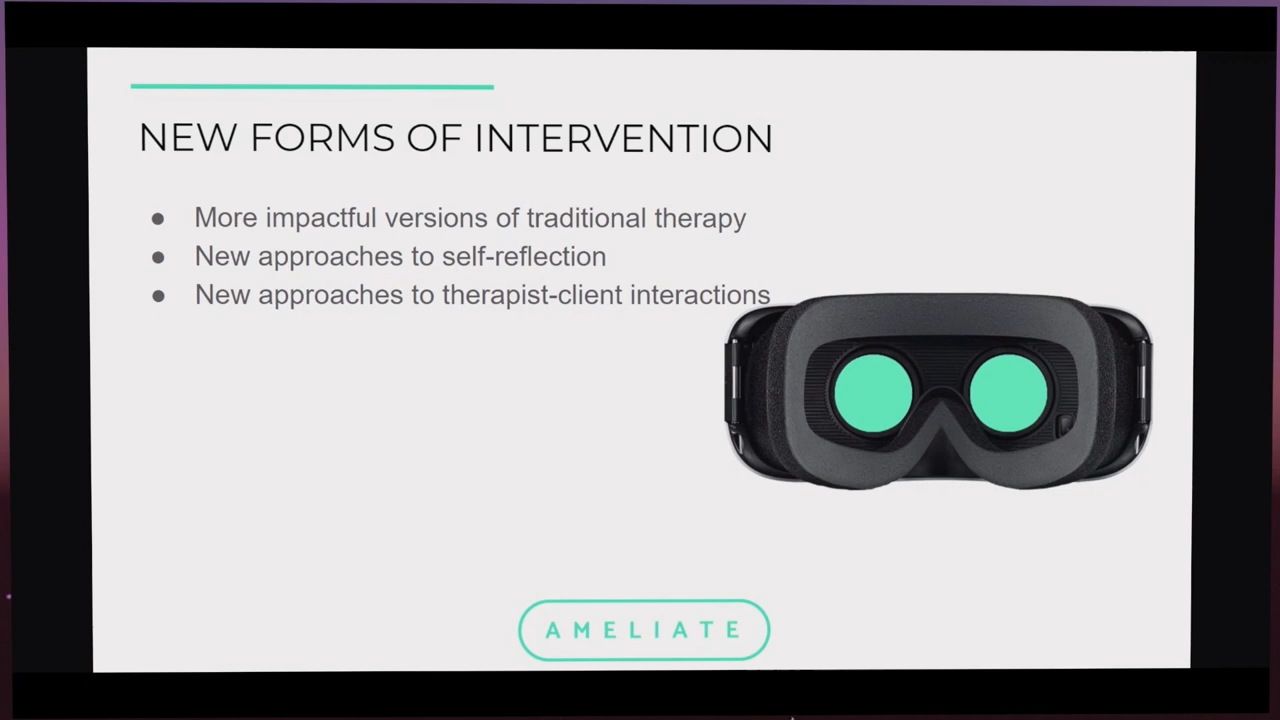 NEW FORMS OF INTERVENTION
● More impactful versions of traditional therapy
● New approaches to self-reflection
● New approaches to therapist-client interactions
AMELIATE